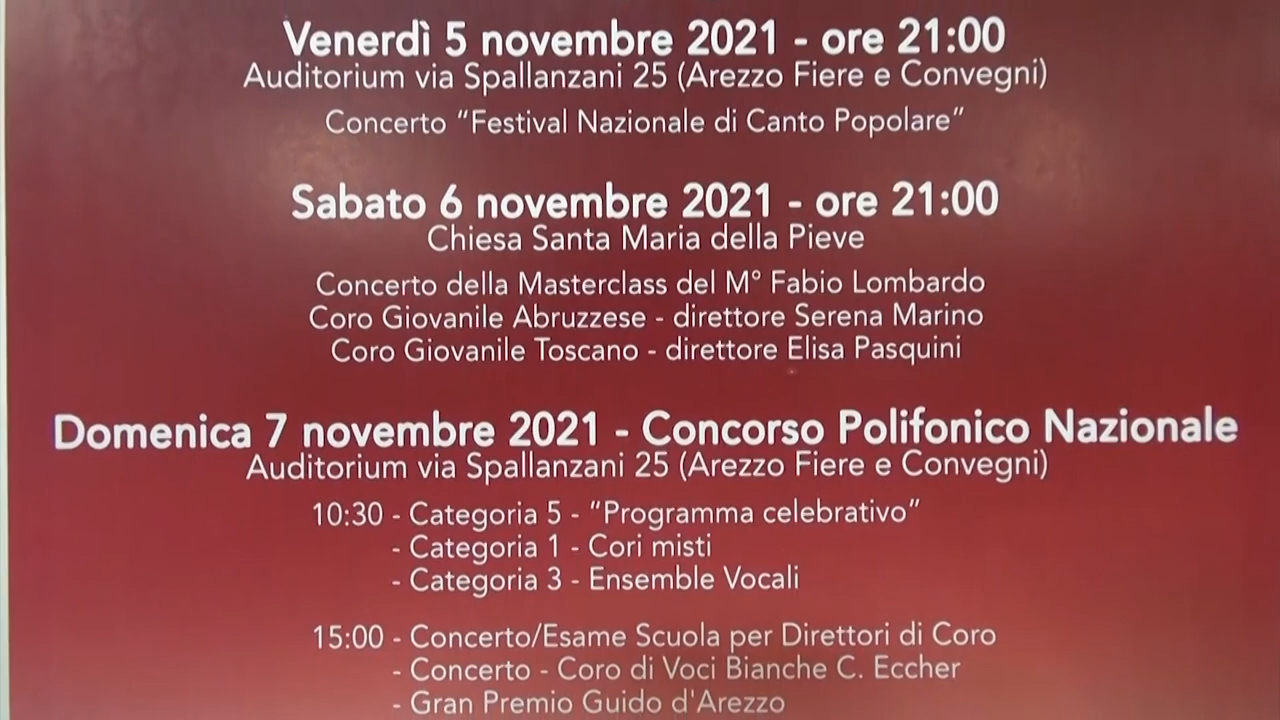 Venerdì 5 novembre 2021 - ore 21:00
Auditorium via Spallanzani 25 (Arezzo Fiere e Convegni)
Concerto “Festival Nazionale di Canto Popolare”
Sabato 6 novembre 2021 - ore 21:00
Chiesa Santa Maria della Pieve
Concerto della Masterclass del M° Fabio Lombardo
Coro Giovanile Abruzzese - direttore Serena Marino
Coro Giovanile Toscano - direttore Elisa Pasquini
Domenica 7 novembre 2021 - Concorso Polifonico Nazionale
Auditorium via Spallanzani 25 (Arezzo Fiere e Convegni)
10:30 - Categoria 5 - “Programma celebrativo”
- Categoria 1 - Cori misti
- Categoria 3 - Ensemble Vocali
15:00 - Concerto/Esame Scuola per Direttori di Coro
- Concerto - Coro di Voci Bianche C. Eccher
- Gran Premio Guido d'Arezzo